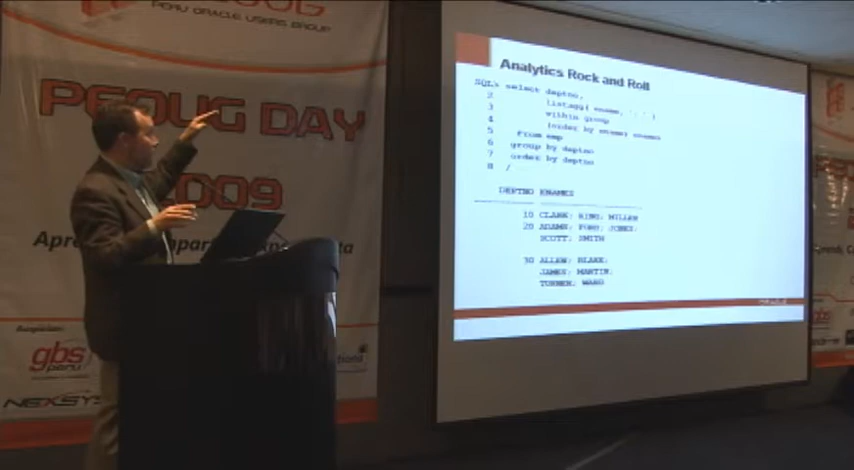 PERU ORACLE USERS GROUP
PEOUG DAY
2009
gbs
peru
NEXSYS
Analytics Rock and Roll
SQL> select deptno,
2 listagg( ename, '; ' )
3 within group
4 (order by ename) enames
5 from emp
6 group by deptno
7 order by deptno
8 /
DEPTNO ENAMES
10 CLARK; KING; MILLER
20 ADAMS; FORD; JONES;
SCOTT; SMITH
30 ALLEN; BLAKE;
JAMES; MARTIN;
TURNER; WARD
ORACLE